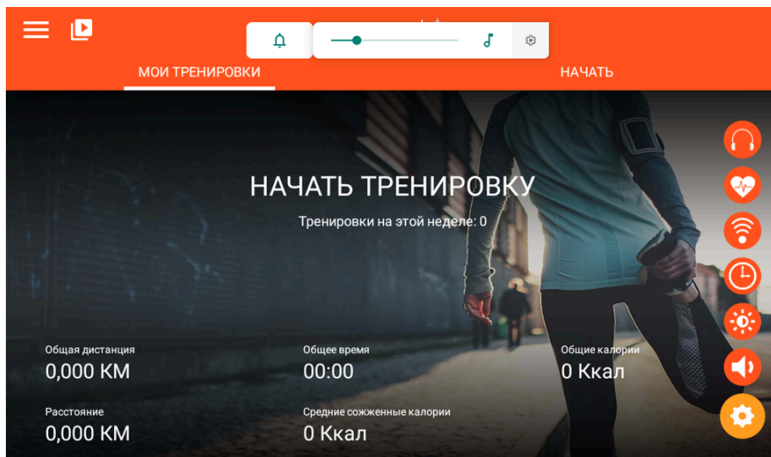 МОИ ТРЕНИРОВКИ
НАЧАТЬ
НАЧАТЬ ТРЕНИРОВКУ
Тренировки на этой неделе: 0
Общая дистанция
0,000 КМ
Общее время
00:00
Общие калории
0 Ккал
Расстояние
0,000 КМ
Средние сожженные калории
0 Ккал